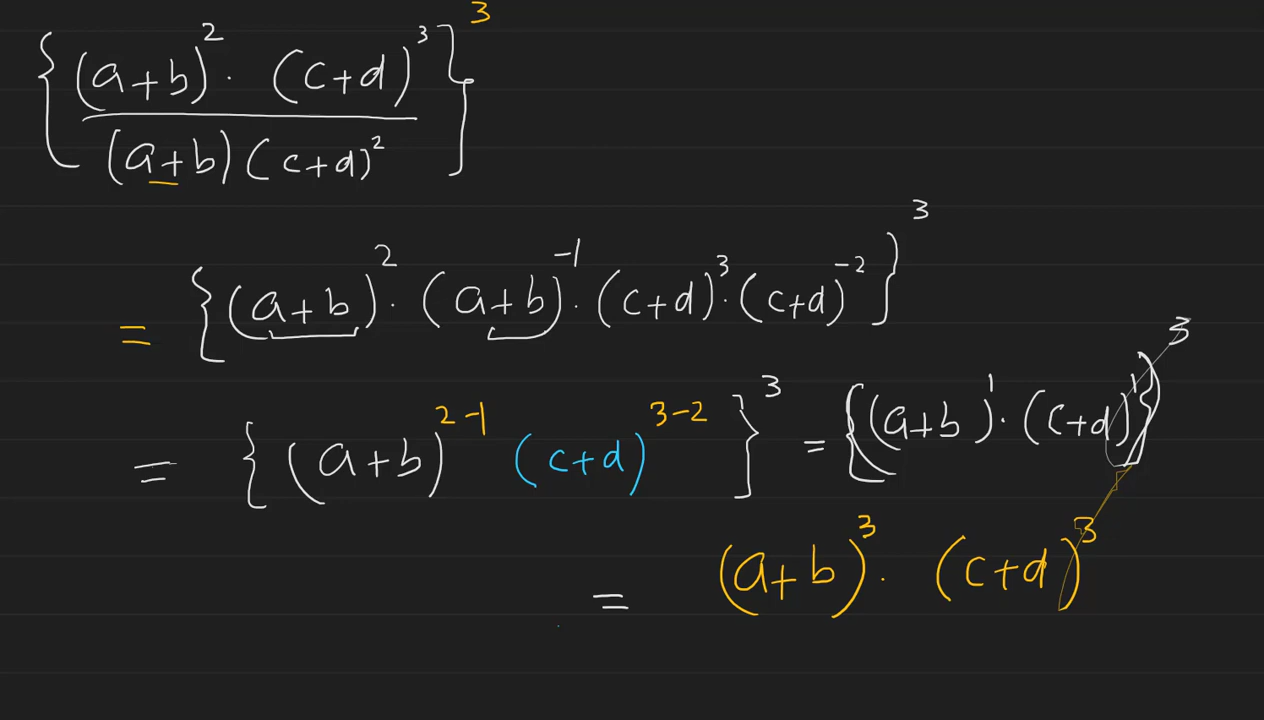 { (a+b)² · (c+d)³ / (a+b)(c+d)² }³
= { (a+b)² · (a+b)⁻¹ · (c+d)³ · (c+d)⁻² }³
= { (a+b)²⁻¹ (c+d)³⁻² }³ = { (a+b)¹ · (c+d)¹ }³
= (a+b)³ · (c+d)³